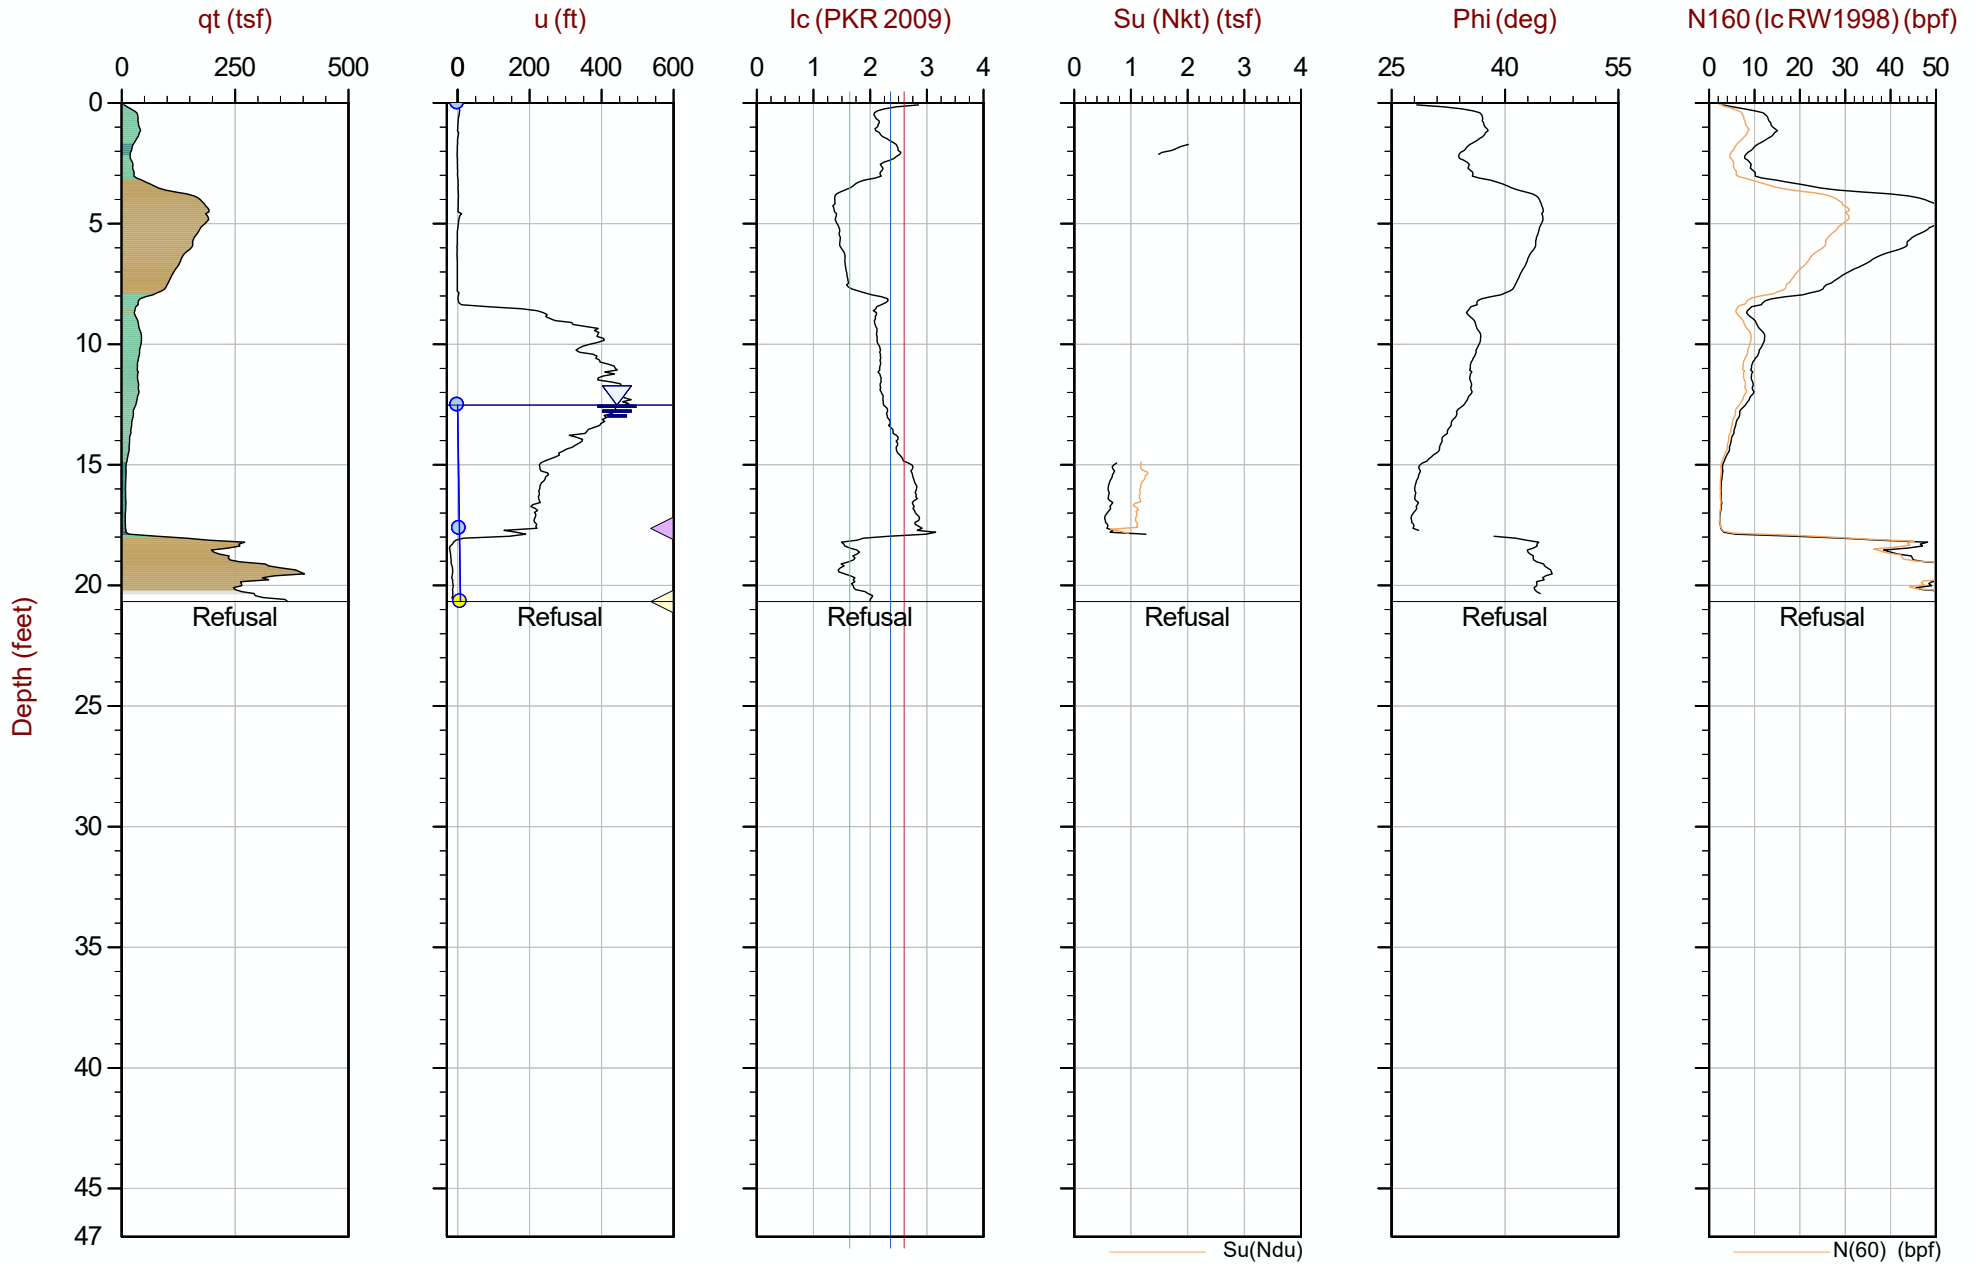 qt (tsf) u (ft) Ic (PKR 2009) Su (Nkt) (tsf) Phi (deg) N160 (Ic RW1998) (bpf)
0 250 500 0 200 400 600 0 1 2 3 4 0 1 2 3 4 25 40 55 0 10 20 30 40 50
0
5
10
15
20
Refusal Refusal Refusal Refusal Refusal Refusal
Depth (feet)
25
30
35
40
45
47
Su(Ndu) N(60) (bpf)